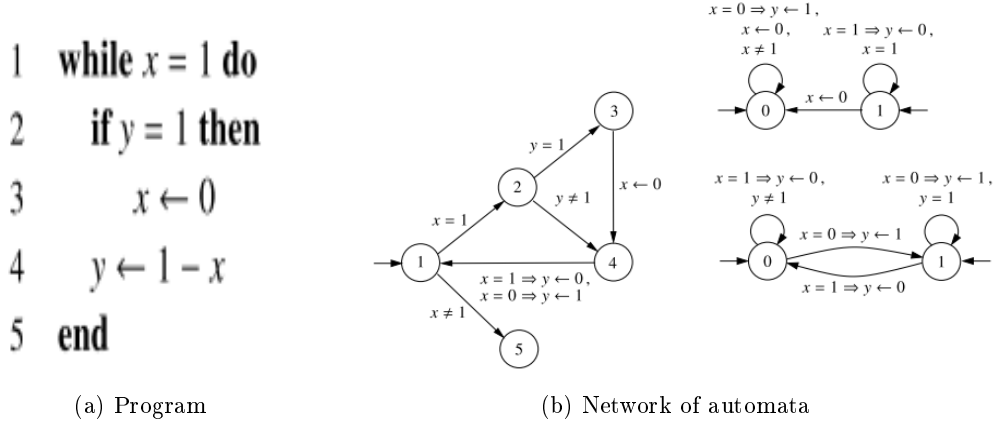 1 while x = 1 do
2 if y = 1 then
3 x ← 0
4 y ← 1 − x
5 end
(a) Program
3
y = 1
2
y ≠ 1
x ← 0
x = 1
1
4
x = 1 ⇒ y ← 0,
x = 0 ⇒ y ← 1
x ≠ 1
5
x = 0 ⇒ y ← 1,
x ← 0,
x ≠ 1
x = 1 ⇒ y ← 0,
x = 1
0
x ← 0
1
x = 1 ⇒ y ← 0,
y ≠ 1
x = 0 ⇒ y ← 1,
y = 1
0
x = 0 ⇒ y ← 1
1
x = 1 ⇒ y ← 0
(b) Network of automata